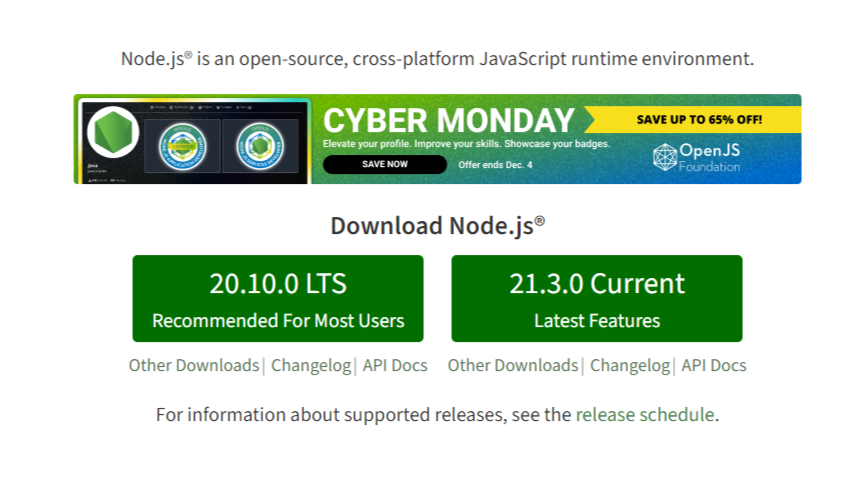 Node.js® is an open-source, cross-platform JavaScript runtime environment.
CYBER MONDAY
SAVE UP TO 65% OFF!
Elevate your profile. Improve your skills. Showcase your badges.
SAVE NOW
Offer ends Dec. 4
OpenJS
Foundation
Download Node.js®
20.10.0 LTS
Recommended For Most Users
21.3.0 Current
Latest Features
Other Downloads| Changelog| API Docs
Other Downloads| Changelog| API Docs
For information about supported releases, see the release schedule.